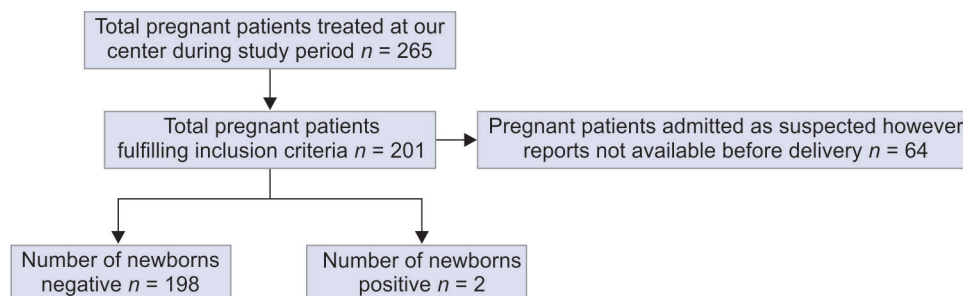 Total pregnant patients treated at our
center during study period n = 265
Total pregnant patients
fulfilling inclusion criteria n = 201
Pregnant patients admitted as suspected however
reports not available before delivery n = 64
Number of newborns
negative n = 198
Number of newborns
positive n = 2